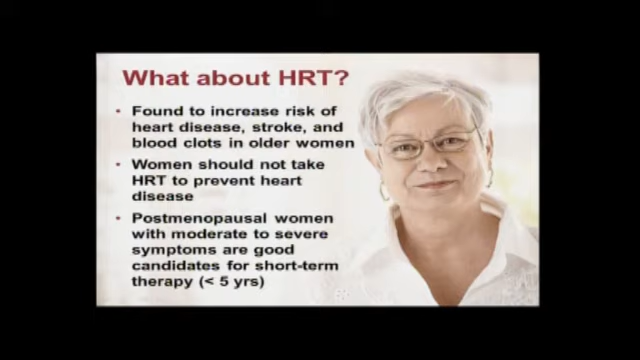 What about HRT?
• Found to increase risk of
heart disease, stroke, and
blood clots in older women
• Women should not take
HRT to prevent heart
disease
• Postmenopausal women
with moderate to severe
symptoms are good
candidates for short-term
therapy (< 5 yrs)